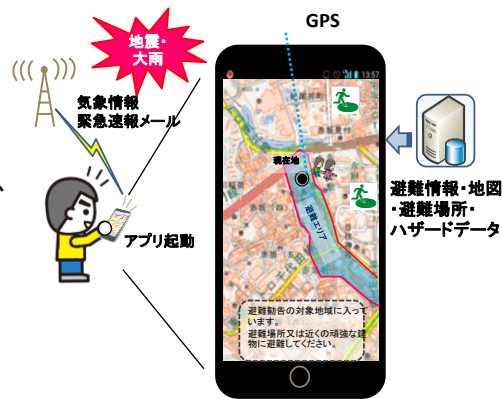 GPS
地震・
大雨
気象情報
緊急速報メール
アプリ起動
13:57
現在地
避難エリア
避難勧告の対象地域に入って
います。
避難場所又は近くの頑強な建
物に避難してください。
避難情報・地図
・避難場所・
ハザードデータ